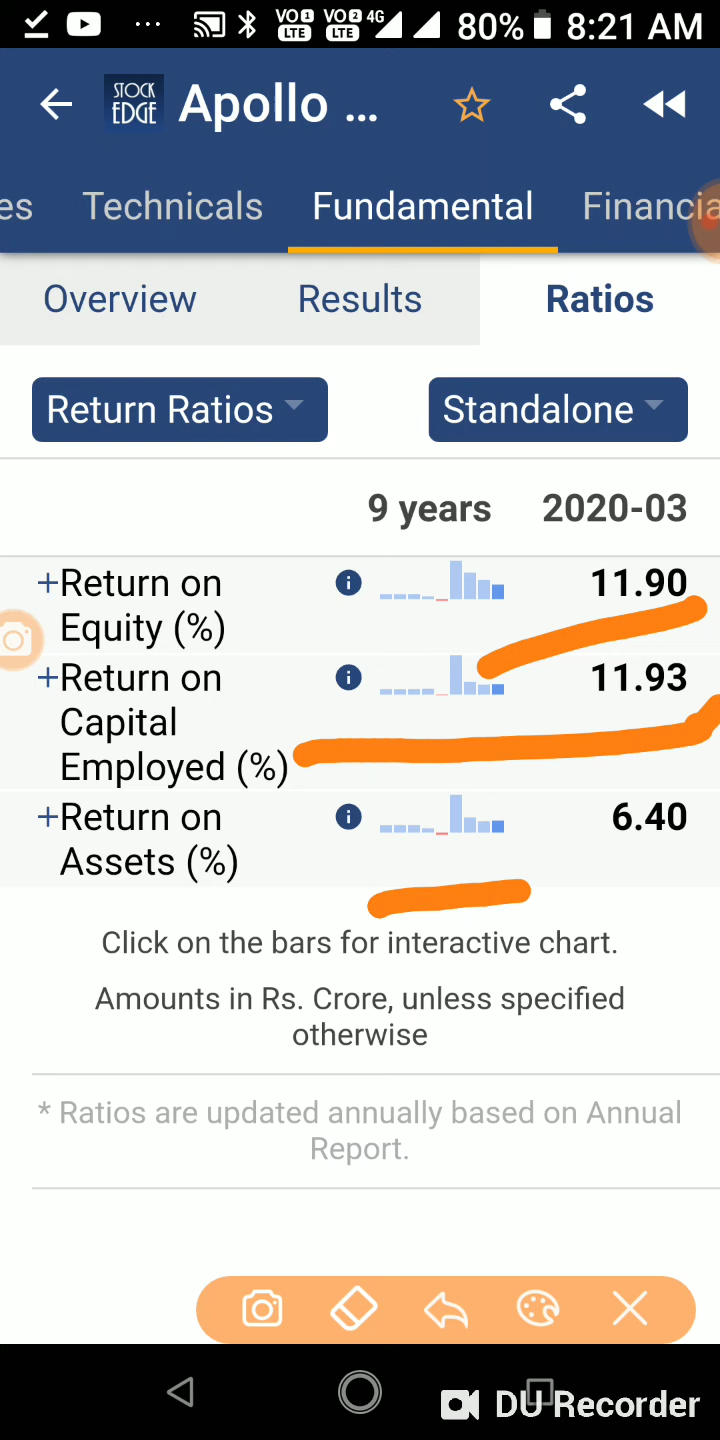 VO 1 LTE VO 2 LTE 4G 80% 8:21 AM
STOCK EDGE Apollo ...
es Technicals Fundamental Financia
Overview Results Ratios
Return Ratios Standalone
9 years 2020-03
+Return on 11.90
Equity (%)
+Return on 11.93
Capital
Employed (%)
+Return on 6.40
Assets (%)
Click on the bars for interactive chart.
Amounts in Rs. Crore, unless specified
otherwise
* Ratios are updated annually based on Annual
Report.
DU Recorder